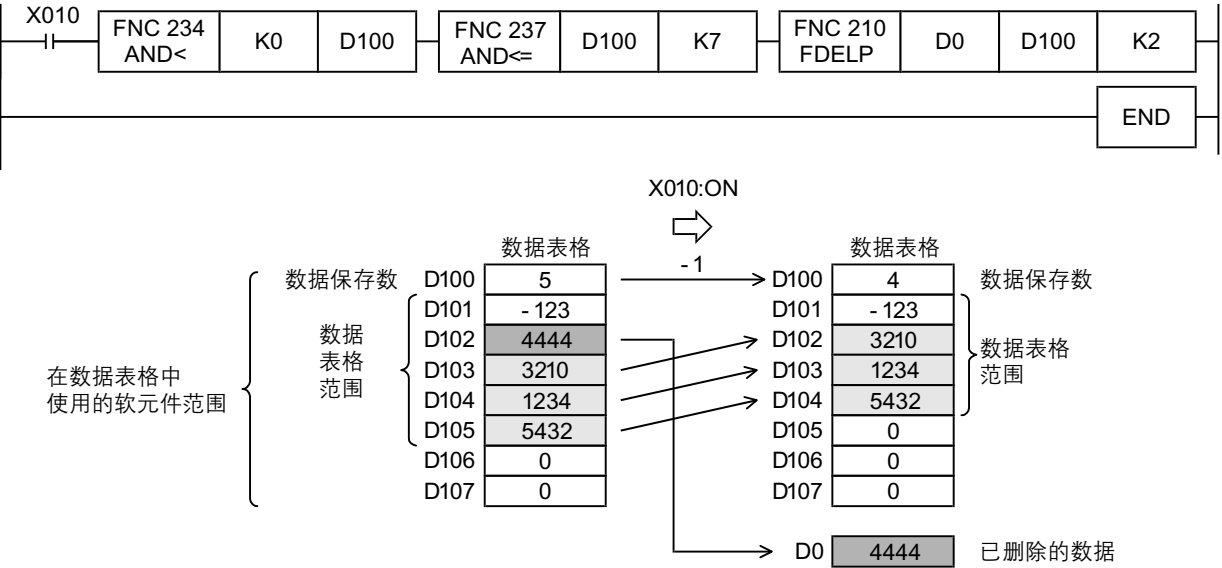 X010
FNC 234 AND< K0 D100 FNC 237 AND<= D100 K7 FNC 210 FDELP D0 D100 K2
END
X010:ON
数据表格 数据表格
数据保存数 D100 5 - 1 D100 4 数据保存数
D101 - 123 D101 - 123
数据表格范围 D102 4444 D102 3210 数据表格范围
在数据表格中使用的软元件范围 D103 3210 D103 1234
D104 1234 D104 5432
D105 5432 D105 0
D106 0 D106 0
D107 0 D107 0
D0 4444 已删除的数据